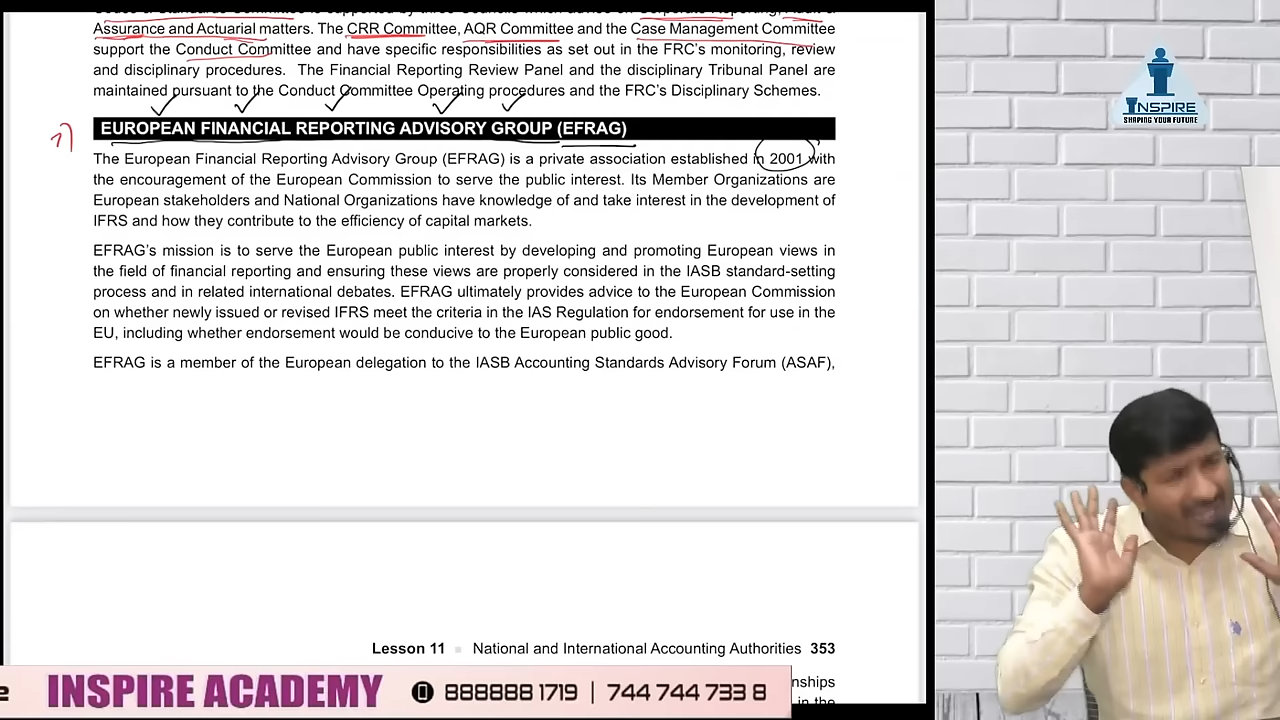 Assurance and Actuarial matters. The CRR Committee, AQR Committee and the Case Management Committee
support the Conduct Committee and have specific responsibilities as set out in the FRC's monitoring, review
and disciplinary procedures. The Financial Reporting Review Panel and the disciplinary Tribunal Panel are
maintained pursuant to the Conduct Committee Operating procedures and the FRC's Disciplinary Schemes.
INSPIRE
SHAPING YOUR FUTURE
EUROPEAN FINANCIAL REPORTING ADVISORY GROUP (EFRAG)
The European Financial Reporting Advisory Group (EFRAG) is a private association established in 2001 with
the encouragement of the European Commission to serve the public interest. Its Member Organizations are
European stakeholders and National Organizations have knowledge of and take interest in the development of
IFRS and how they contribute to the efficiency of capital markets.
EFRAG's mission is to serve the European public interest by developing and promoting European views in
the field of financial reporting and ensuring these views are properly considered in the IASB standard-setting
process and in related international debates. EFRAG ultimately provides advice to the European Commission
on whether newly issued or revised IFRS meet the criteria in the IAS Regulation for endorsement for use in the
EU, including whether endorsement would be conducive to the European public good.
EFRAG is a member of the European delegation to the IASB Accounting Standards Advisory Forum (ASAF),
Lesson 11 National and International Accounting Authorities 353
nships
in the
INSPIRE ACADEMY 888888 1719 | 744 744 733 8